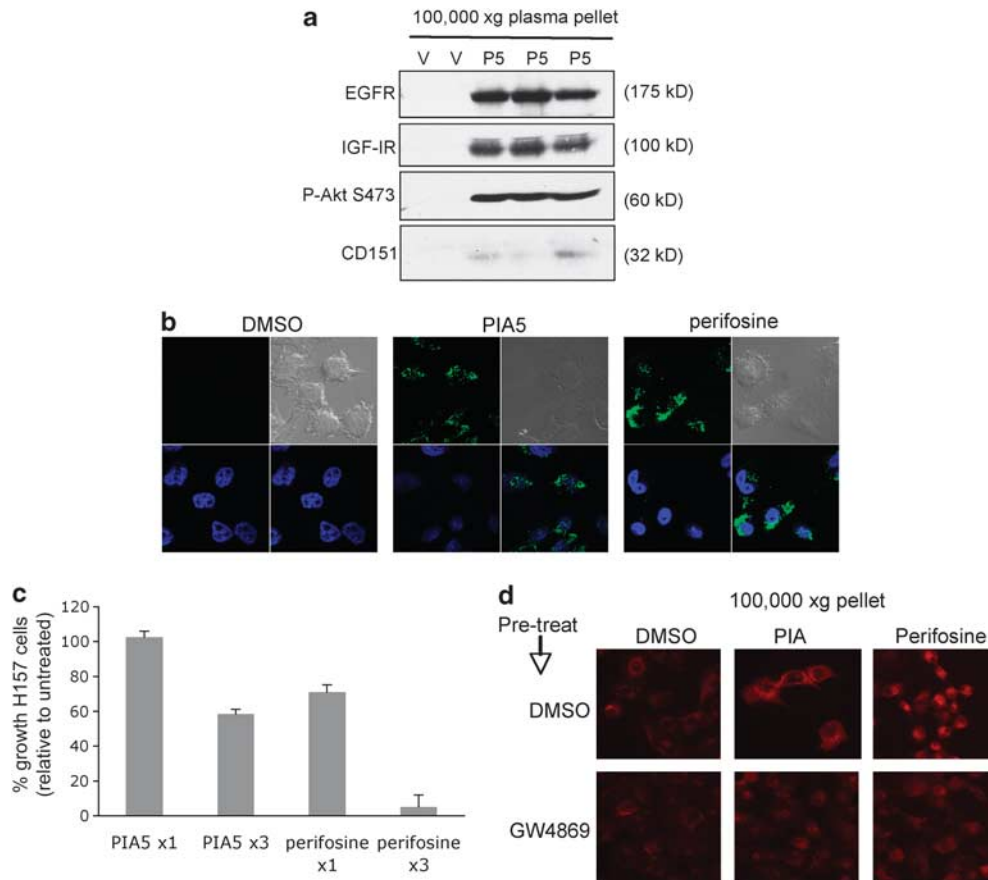 a
100,000 xg plasma pellet
V V P5 P5 P5
EGFR (175 kD)
IGF-IR (100 kD)
P-Akt S473 (60 kD)
CD151 (32 kD)
b
DMSO PIA5 perifosine
c
% growth H157 cells
(relative to untreated)
120
100
80
60
40
20
0
PIA5 x1 PIA5 x3 perifosine x1 perifosine x3
d
100,000 xg pellet
Pre-treat
DMSO PIA Perifosine
DMSO
GW4869